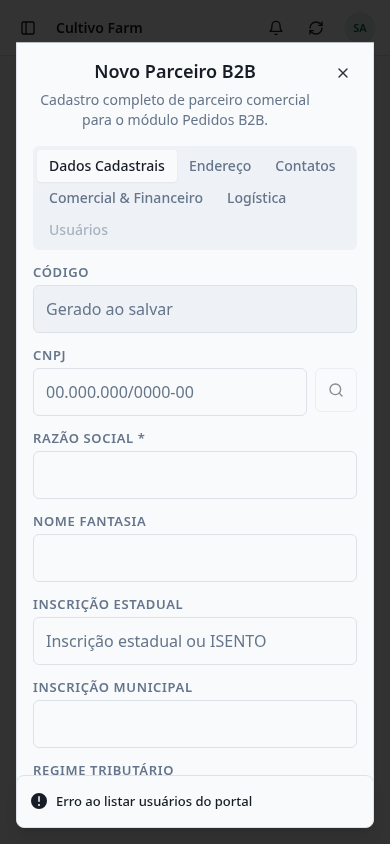 Cultivo Farm
SA
Novo Parceiro B2B
Cadastro completo de parceiro comercial
para o módulo Pedidos B2B.
Dados Cadastrais
Endereço
Contatos
Comercial & Financeiro
Logística
Usuários
CÓDIGO
Gerado ao salvar
CNPJ
00.000.000/0000-00
RAZÃO SOCIAL *
NOME FANTASIA
INSCRIÇÃO ESTADUAL
Inscrição estadual ou ISENTO
INSCRIÇÃO MUNICIPAL
REGIME TRIBUTÁRIO
Erro ao listar usuários do portal